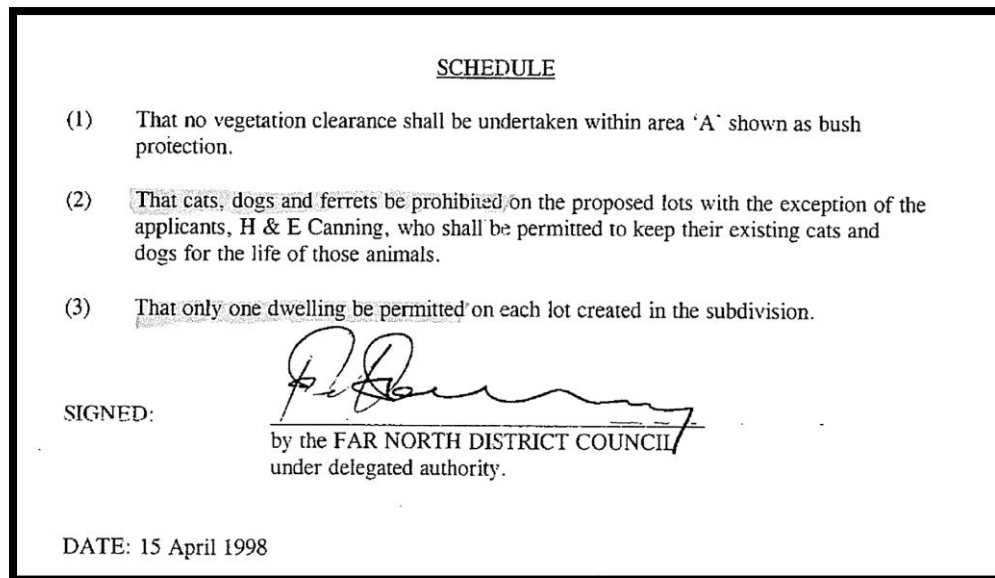 SCHEDULE
(1) That no vegetation clearance shall be undertaken within area ‘A’ shown as bush
protection.
(2) That cats, dogs and ferrets be prohibited on the proposed lots with the exception of the
applicants, H & E Canning, who shall be permitted to keep their existing cats and
dogs for the life of those animals.
(3) That only one dwelling be permitted on each lot created in the subdivision.
SIGNED:
by the FAR NORTH DISTRICT COUNCIL
under delegated authority.
DATE: 15 April 1998